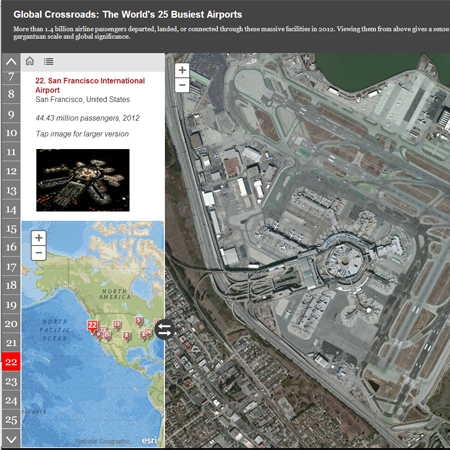 Global Crossroads: The World's 25 Busiest Airports
More than 1.4 billion airline passengers departed, landed, or connected through these massive facilities in 2012. Viewing them from above gives a sense
gargantuan scale and global significance.
7
8
9
10
11
12
13
14
15
16
17
18
19
20
21
22
23
24
25
22. San Francisco International
Airport
San Francisco, United States
44.43 million passengers, 2012
Tap image for larger version
+
−
+
−
NORTH
AMERICA
NORTH
PACIFIC
OCEAN
22
National Geographic
esri